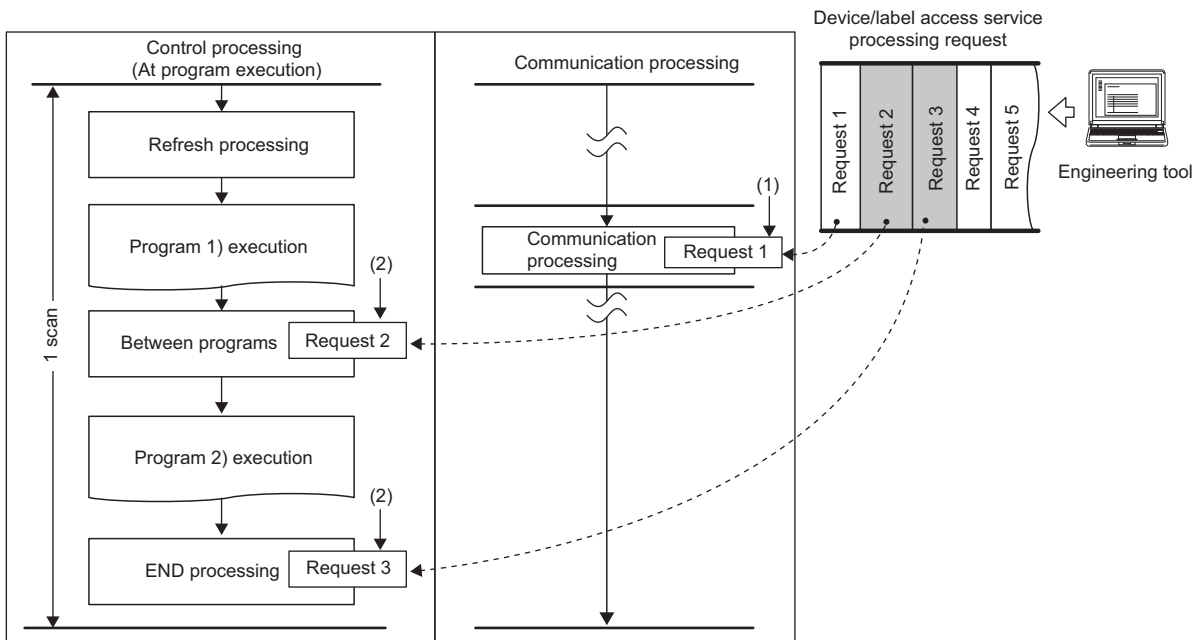 Device/label access service
processing request
Control processing
(At program execution)
Communication processing
Request 1
Request 2
Request 3
Request 4
Request 5
Engineering tool
1 scan
Refresh processing
Program 1) execution
(1)
Communication
processing
Request 1
(2)
Between programs
Request 2
Program 2) execution
(2)
END processing
Request 3